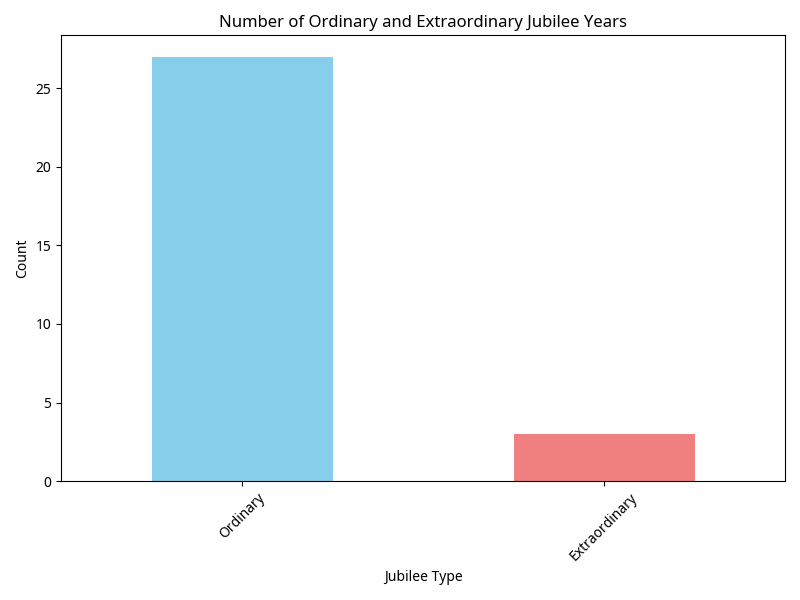 Number of Ordinary and Extraordinary Jubilee Years
Count
25
20
15
10
5
0
Ordinary
Extraordinary
Jubilee Type